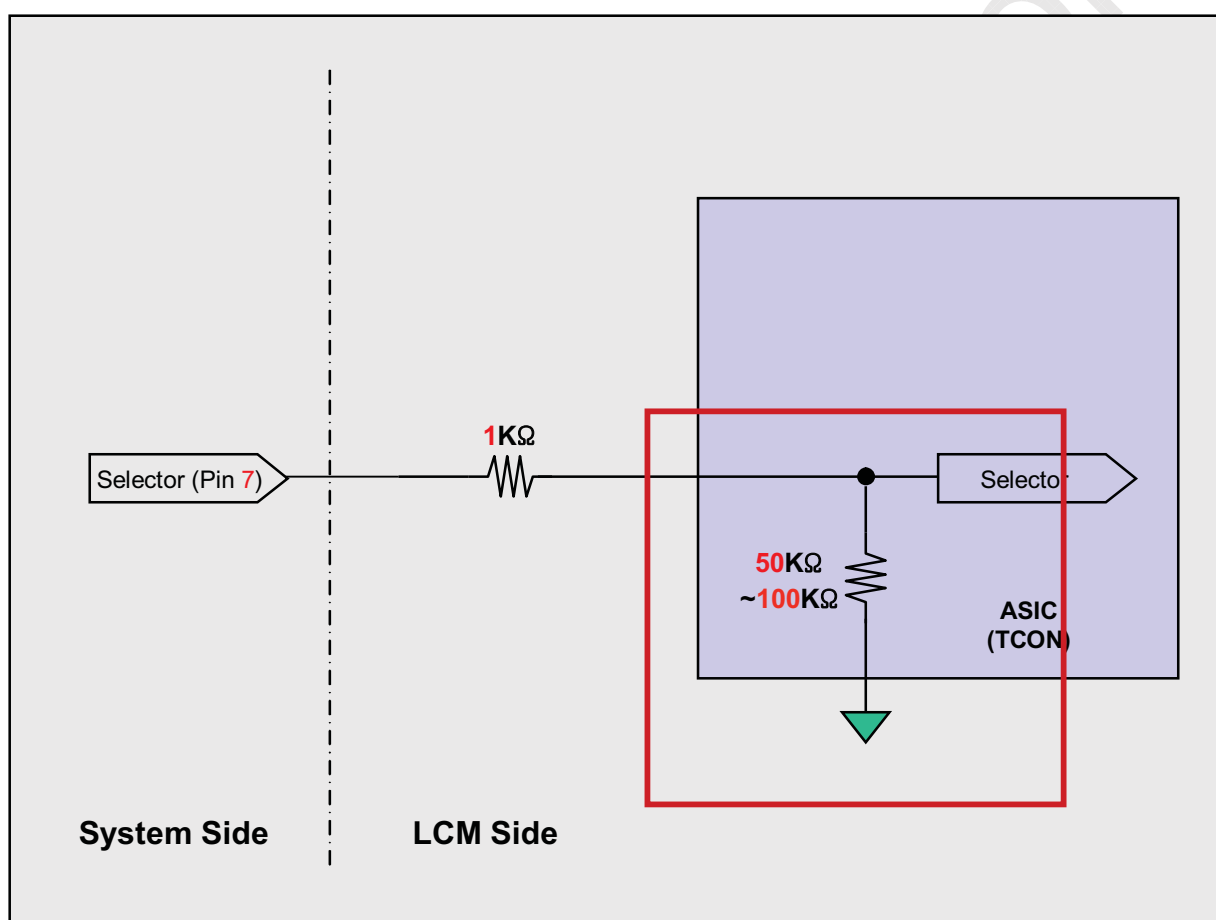 1KΩ
Selector (Pin 7)
Selector
50KΩ
~100KΩ
ASIC
(TCON)
System Side
LCM Side